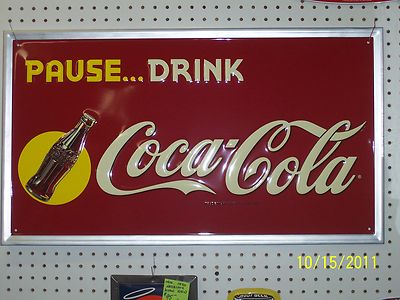 PAUSE... DRINK
Coca-Cola
10/15/2011